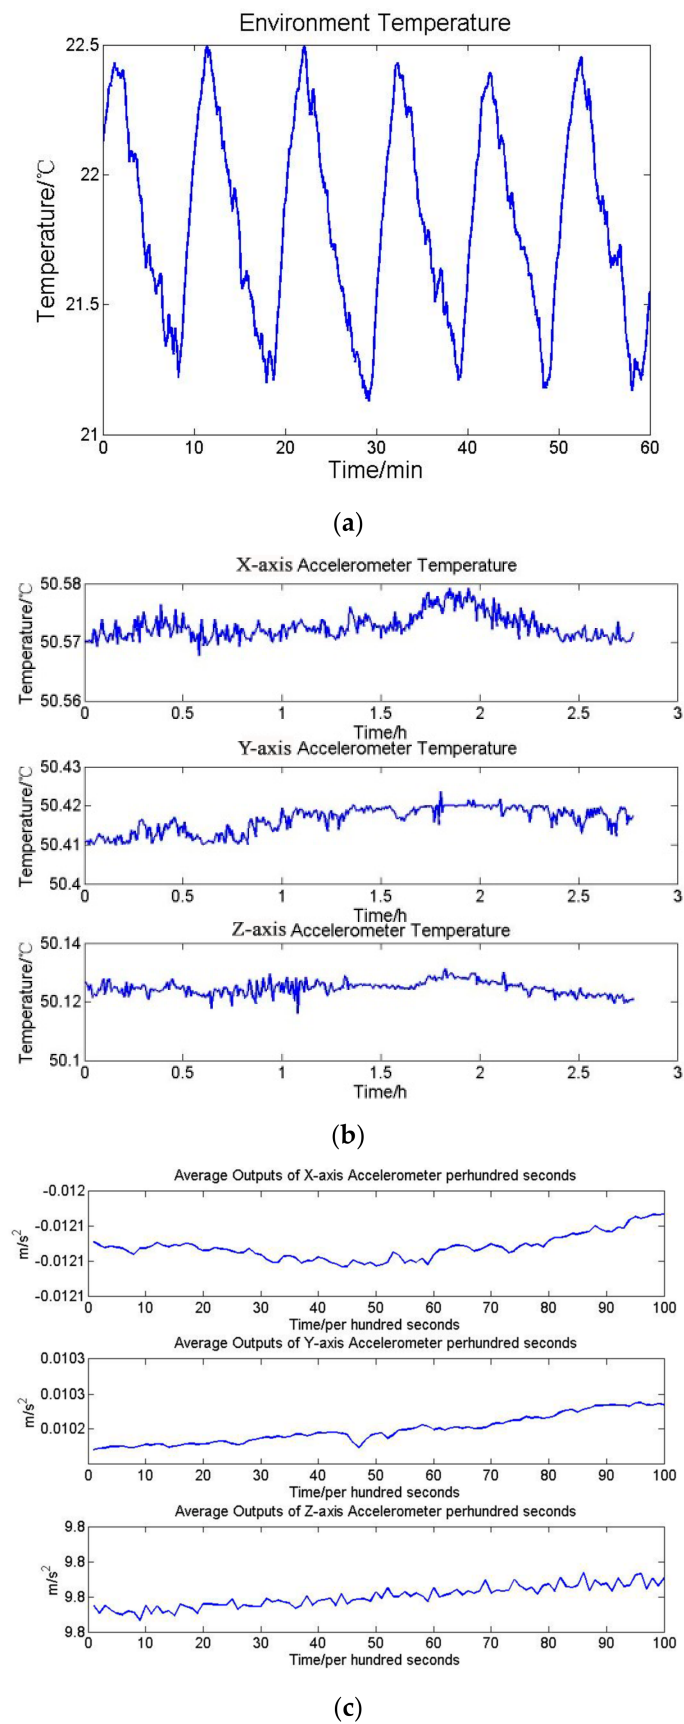 Environment Temperature
22.5
22
21.5
21
Temperature/℃
0 10 20 30 40 50 60
Time/min
(a)
X-axis Accelerometer Temperature
50.58
50.57
50.56
Temperature/℃
0 0.5 1 1.5 2 2.5 3
Time/h
Y-axis Accelerometer Temperature
50.43
50.42
50.41
50.4
Temperature/℃
0 0.5 1 1.5 2 2.5 3
Time/h
Z-axis Accelerometer Temperature
50.14
50.12
50.1
Temperature/℃
0 0.5 1 1.5 2 2.5 3
Time/h
(b)
Average Outputs of X-axis Accelerometer perhundred seconds
-0.012
-0.0121
-0.0121
-0.0121
m/s²
0 10 20 30 40 50 60 70 80 90 100
Time/per hundred seconds
Average Outputs of Y-axis Accelerometer perhundred seconds
0.0103
0.0103
0.0102
m/s²
0 10 20 30 40 50 60 70 80 90 100
Time/per hundred seconds
Average Outputs of Z-axis Accelerometer perhundred seconds
9.8
9.8
9.8
9.8
m/s²
0 10 20 30 40 50 60 70 80 90 100
Time/per hundred seconds
(c)